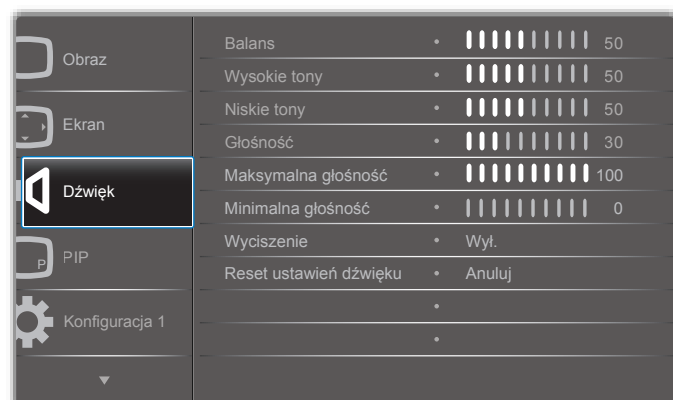 Obraz
Ekran
Dźwięk
P
PIP
Konfiguracja 1
Balans • 50
Wysokie tony • 50
Niskie tony • 50
Głośność • 30
Maksymalna głośność • 100
Minimalna głośność • 0
Wyciszenie • Wył.
Reset ustawień dźwięku • Anuluj